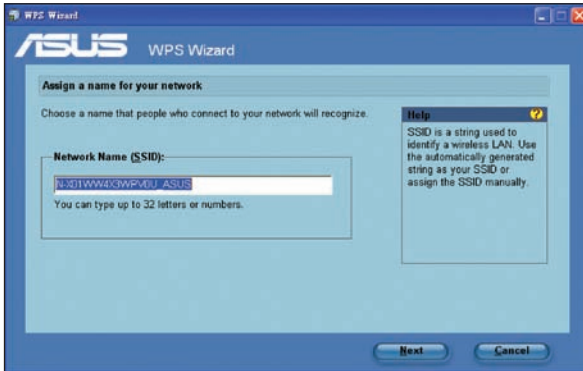 WPS Wizard
ASUS WPS Wizard
Assign a name for your network
Choose a name that people who connect to your network will recognize.
Network Name (SSID):
You can type up to 32 letters or numbers.
Help
SSID is a string used to
identify a wireless LAN. Use
the automatically generated
string as your SSID or
assign the SSID manually.
Next
Cancel